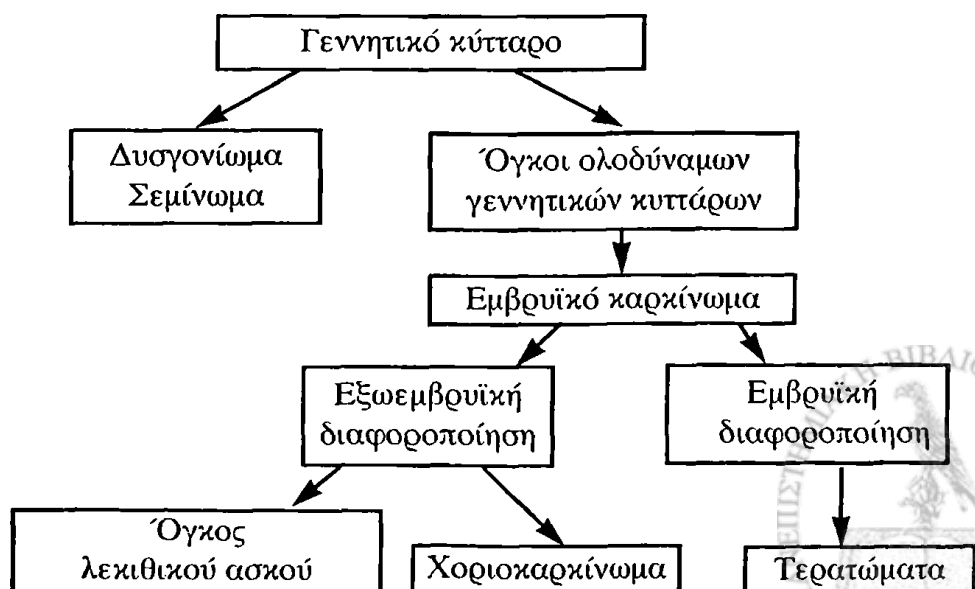 Γεννητικό κύτταρο
Δυσγονίωμα
Σεμίνωμα
Όγκοι ολοδύναμων
γεννητικών κυττάρων
Εμβρυϊκό καρκίνωμα
Εξωεμβρυϊκή
διαφοροποίηση
Εμβρυϊκή
διαφοροποίηση
Όγκος
λεκιθικού ασκού
Χοριοκαρκίνωμα
Τερατώματα